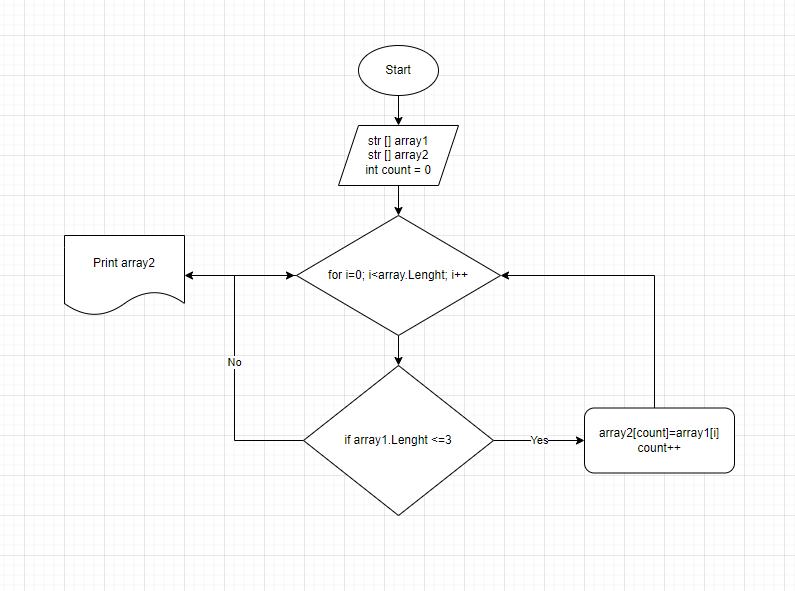 Start
str [] array1
str [] array2
int count = 0
Print array2
for i=0; i<array.Lenght; i++
No
if array1.Lenght <=3
Yes
array2[count]=array1[i]
count++